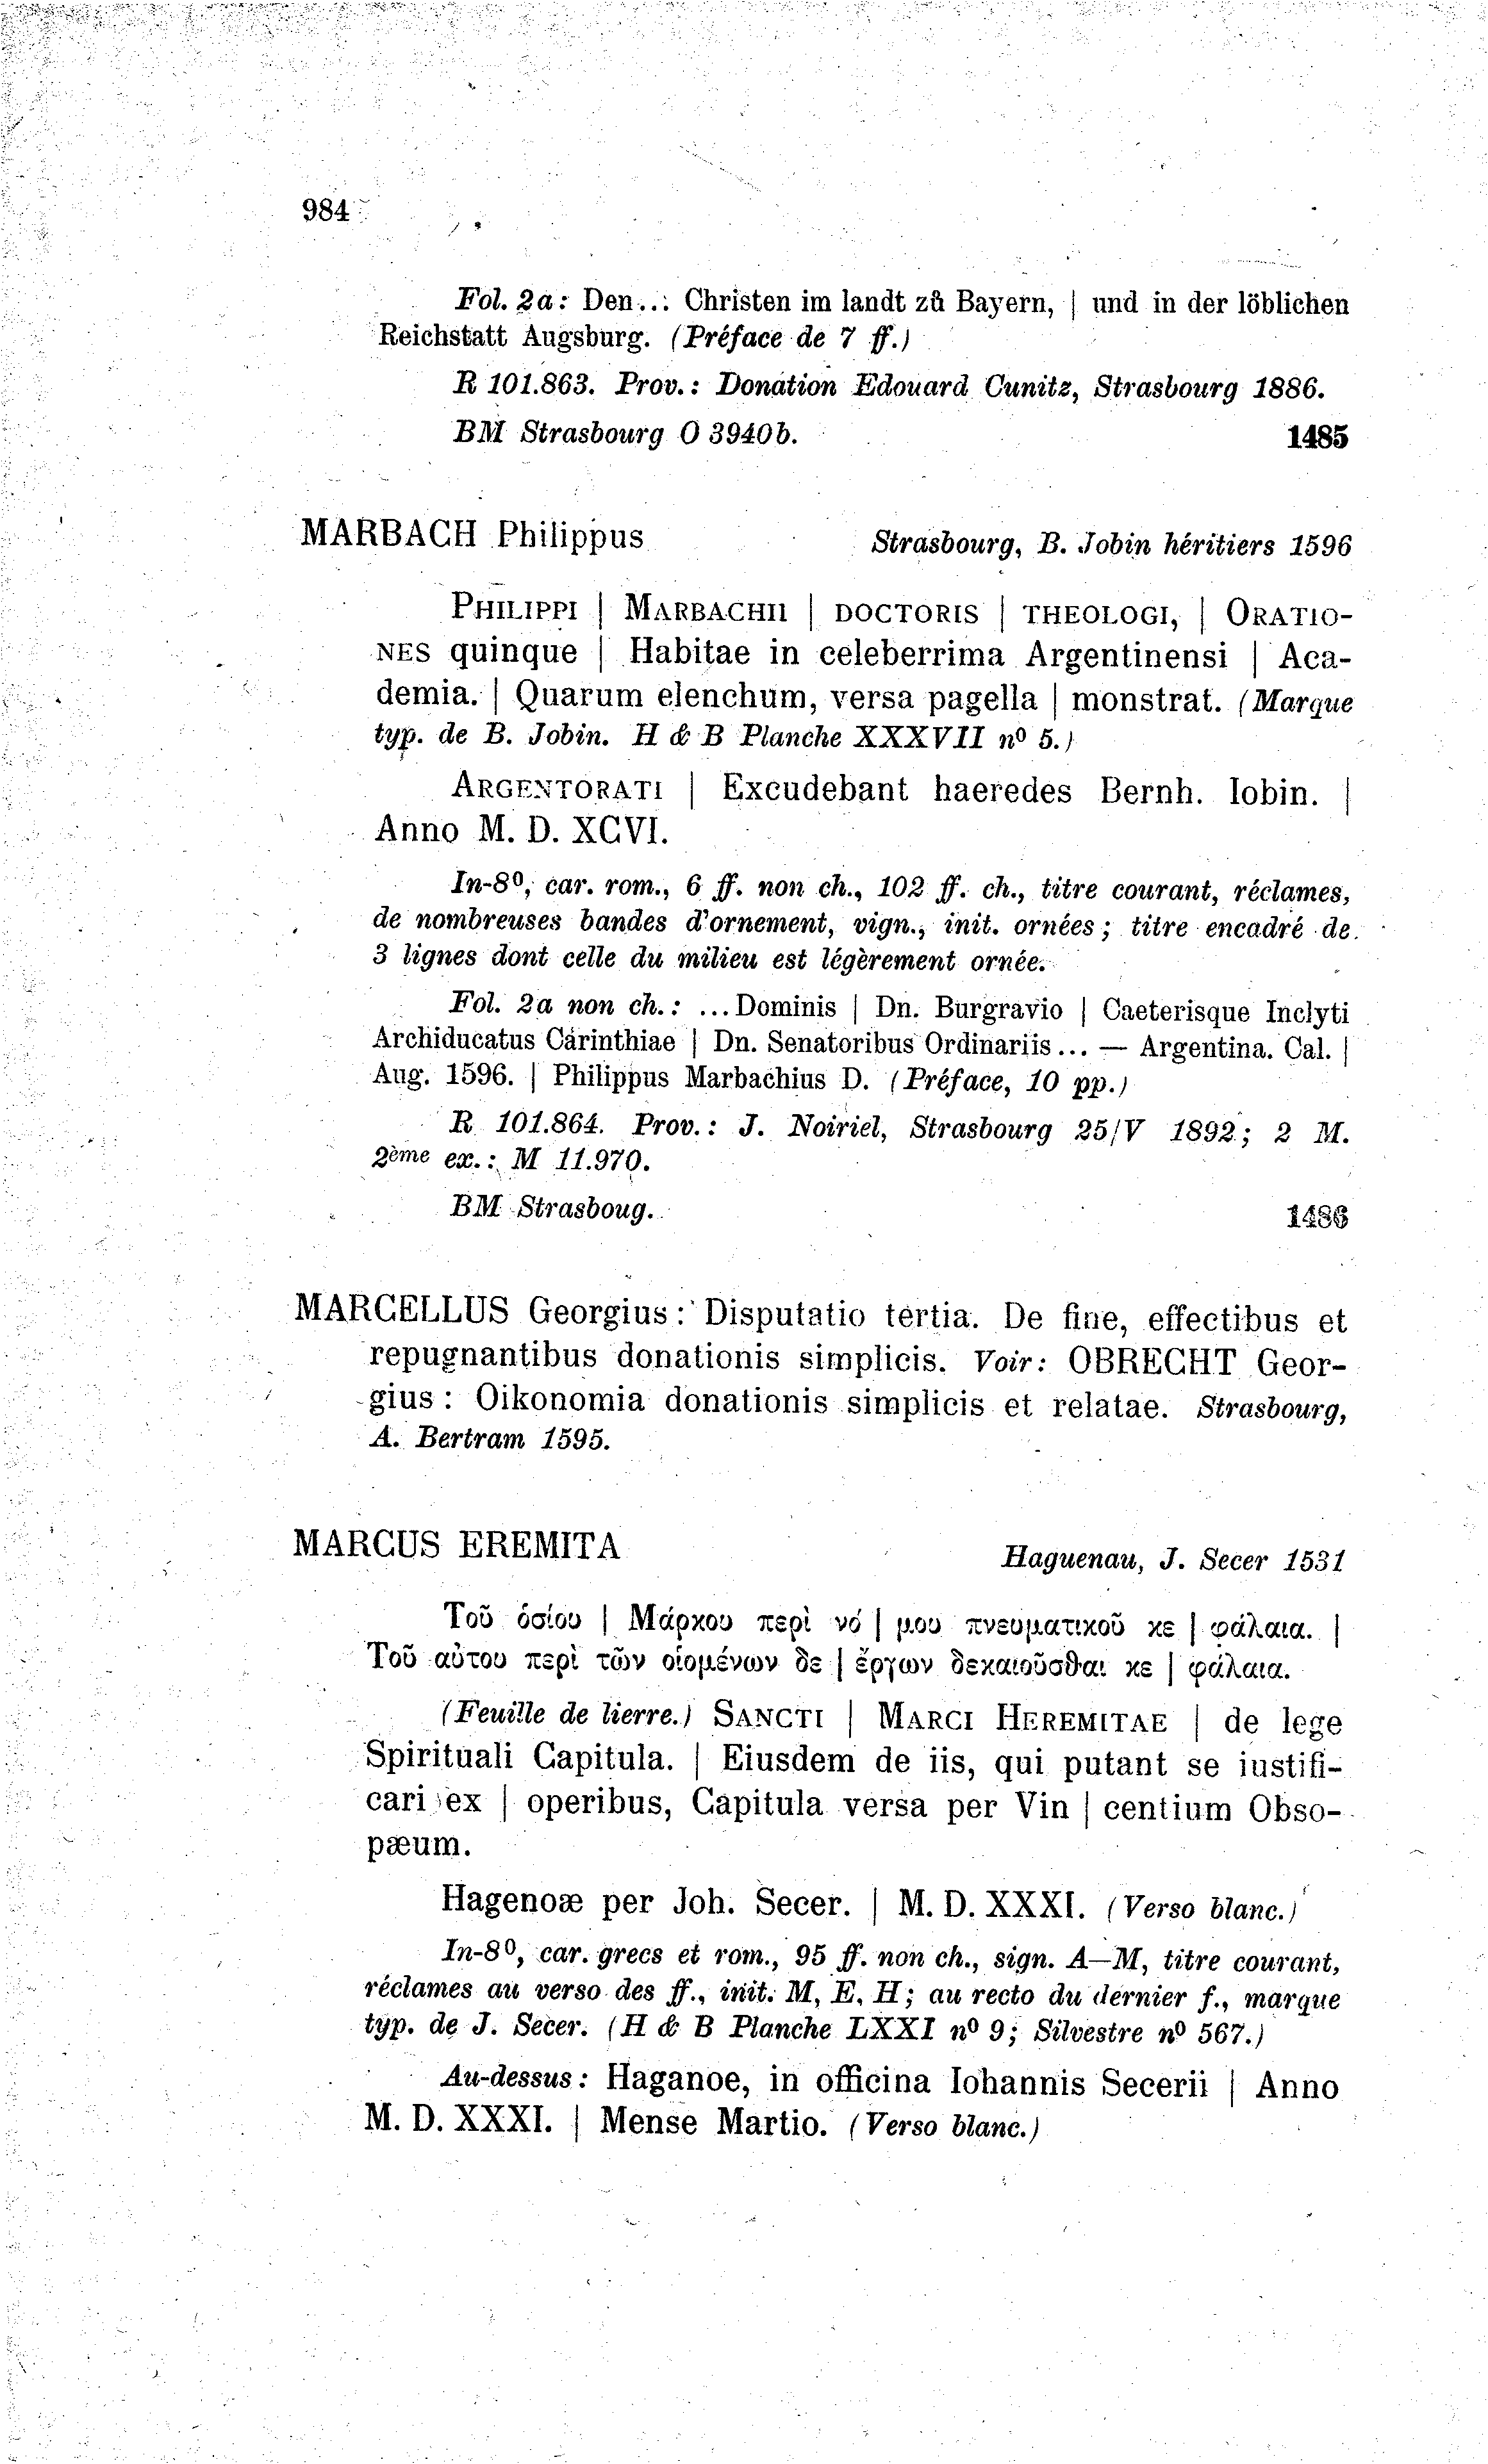 984
Fol. 2a: Den... Christen im landt zů Bayern, | und in der löblichen
Reichstatt Augsburg. (Préface de 7 ff.)
R 101.863. Prov.: Donation Edouard Cunitz, Strasbourg 1886.
BM Strasbourg O 3940b.
1485
MARBACH Philippus
Strasbourg, B. Jobin héritiers 1596
PHILIPPI | MARBACHII | DOCTORIS | THEOLOGI, | ORATIO-
NES quinque | Habitae in celeberrima Argentinensi | Aca-
demia. | Quarum elenchum, versa pagella | monstrat. (Marque
typ. de B. Jobin. H & B Planche XXXVII nº 5.)
ARGENTORATI | Excudebant haeredes Bernh. Iobin. |
Anno M. D. XCVI.
In-8º, car. rom., 6 ff. non ch., 102 ff. ch., titre courant, réclames,
de nombreuses bandes d'ornement, vign., init. ornées; titre encadré de
3 lignes dont celle du milieu est légèrement ornée.
Fol. 2a non ch.: ...Dominis | Dn. Burgravio | Caeterisque Inclyti
Archiducatus Carinthiae | Dn. Senatoribus Ordinariis... — Argentina. Cal. |
Aug. 1596. | Philippus Marbachius D. (Préface, 10 pp.)
R 101.864. Prov.: J. Noiriel, Strasbourg 25/V 1892; 2 M.
2ème ex.: M 11.970.
BM Strasboug.
1486
MARCELLUS Georgius: Disputatio tertia. De fine, effectibus et
repugnantibus donationis simplicis. Voir: OBRECHT Geor-
gius: Oikonomia donationis simplicis et relatae. Strasbourg,
A. Bertram 1595.
MARCUS EREMITA
Haguenau, J. Secer 1531
Τοῦ ὁσίου | Μάρκου περὶ νό | μου πνευματικοῦ κε | φάλαια. |
Τοῦ αὐτου περὶ τῶν οἰομένων δε | ἔργων δεκαιοῦσθαι κε | φάλαια.
(Feuille de lierre.) SANCTI | MARCI HEREMITAE | de lege
Spirituali Capitula. | Eiusdem de iis, qui putant se iustifi-
cari ex | operibus, Capitula versa per Vin | centium Obso-
pæum.
Hagenoæ per Joh. Secer. | M. D. XXXI. (Verso blanc.)
In-8º, car. grecs et rom., 95 ff. non ch., sign. A—M, titre courant,
réclames au verso des ff., init. M, E, H; au recto du dernier f., marque
typ. de J. Secer. (H & B Planche LXXI nº 9; Silvestre nº 567.)
Au-dessus: Haganoe, in officina Iohannis Secerii | Anno
M. D. XXXI. | Mense Martio. (Verso blanc.)